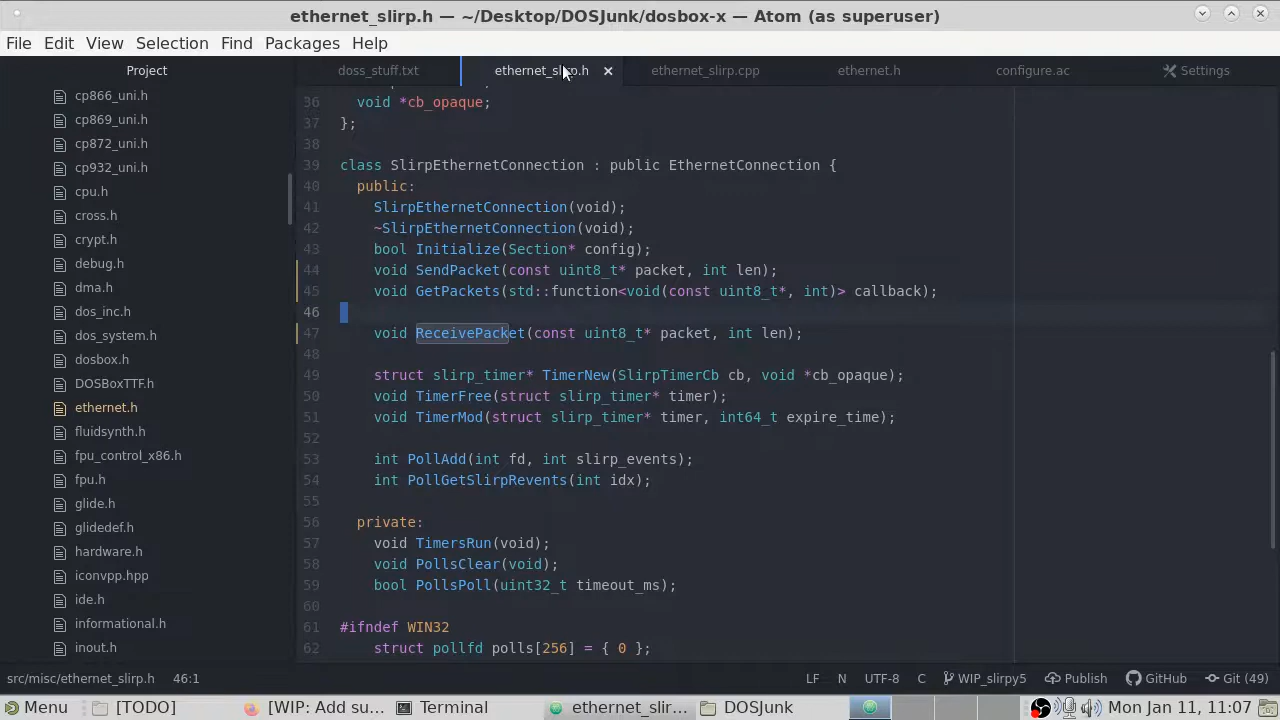 ethernet_slirp.h — ~/Desktop/DOSJunk/dosbox-x — Atom (as superuser)
File Edit View Selection Find Packages Help
Project
doss_stuff.txt ethernet_slirp.h ethernet_slirp.cpp ethernet.h configure.ac Settings
cp866_uni.h
cp869_uni.h
cp872_uni.h
cp932_uni.h
cpu.h
cross.h
crypt.h
debug.h
dma.h
dos_inc.h
dos_system.h
dosbox.h
DOSBoxTTF.h
ethernet.h
fluidsynth.h
fpu_control_x86.h
fpu.h
glide.h
glidedef.h
hardware.h
iconvpp.hpp
ide.h
informational.h
inout.h
36 void *cb_opaque;
37 };
38
39 class SlirpEthernetConnection : public EthernetConnection {
40 public:
41 SlirpEthernetConnection(void);
42 ~SlirpEthernetConnection(void);
43 bool Initialize(Section* config);
44 void SendPacket(const uint8_t* packet, int len);
45 void GetPackets(std::function<void(const uint8_t*, int)> callback);
46
47 void ReceivePacket(const uint8_t* packet, int len);
48
49 struct slirp_timer* TimerNew(SlirpTimerCb cb, void *cb_opaque);
50 void TimerFree(struct slirp_timer* timer);
51 void TimerMod(struct slirp_timer* timer, int64_t expire_time);
52
53 int PollAdd(int fd, int slirp_events);
54 int PollGetSlirpRevents(int idx);
55
56 private:
57 void TimersRun(void);
58 void PollsClear(void);
59 bool PollsPoll(uint32_t timeout_ms);
60
61 #ifndef WIN32
62 struct pollfd polls[256] = { 0 };
src/misc/ethernet_slirp.h 46:1 LF N UTF-8 C WIP_slirpy5 Publish GitHub Git (49)
Menu [TODO] [WIP: Add su... Terminal ethernet_slir... DOSJunk Mon Jan 11, 11:07